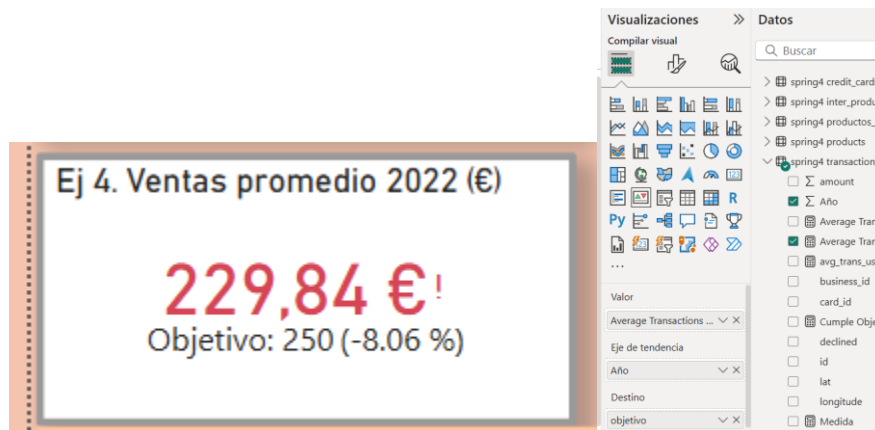 Ej 4. Ventas promedio 2022 (€)
229,84 €!
Objetivo: 250 (-8.06 %)
Visualizaciones
Compilar visual
123
R
Py
...
Valor
Average Transactions ...
Eje de tendencia
Año
Destino
objetivo
Datos
Buscar
spring4 credit_card
spring4 inter_produ
spring4 productos_
spring4 products
spring4 transaction
Σ amount
Σ Año
Average Tran
Average Tran
avg_trans_us
business_id
card_id
Cumple Obje
declined
id
lat
longitude
Medida